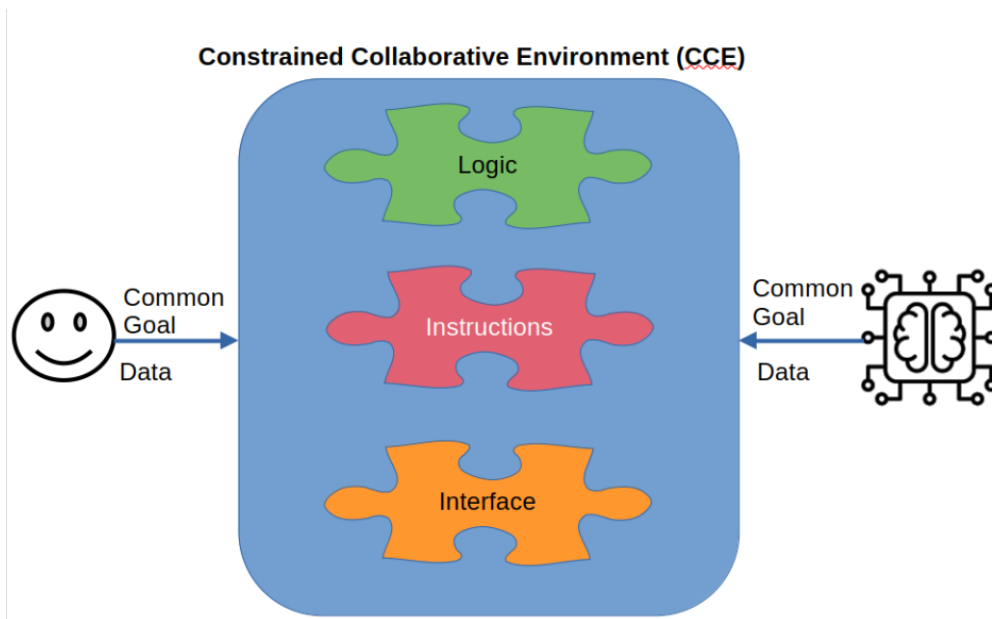 Constrained Collaborative Environment (CCE)
Logic
Common
Goal
Data
Instructions
Common
Goal
Data
Interface